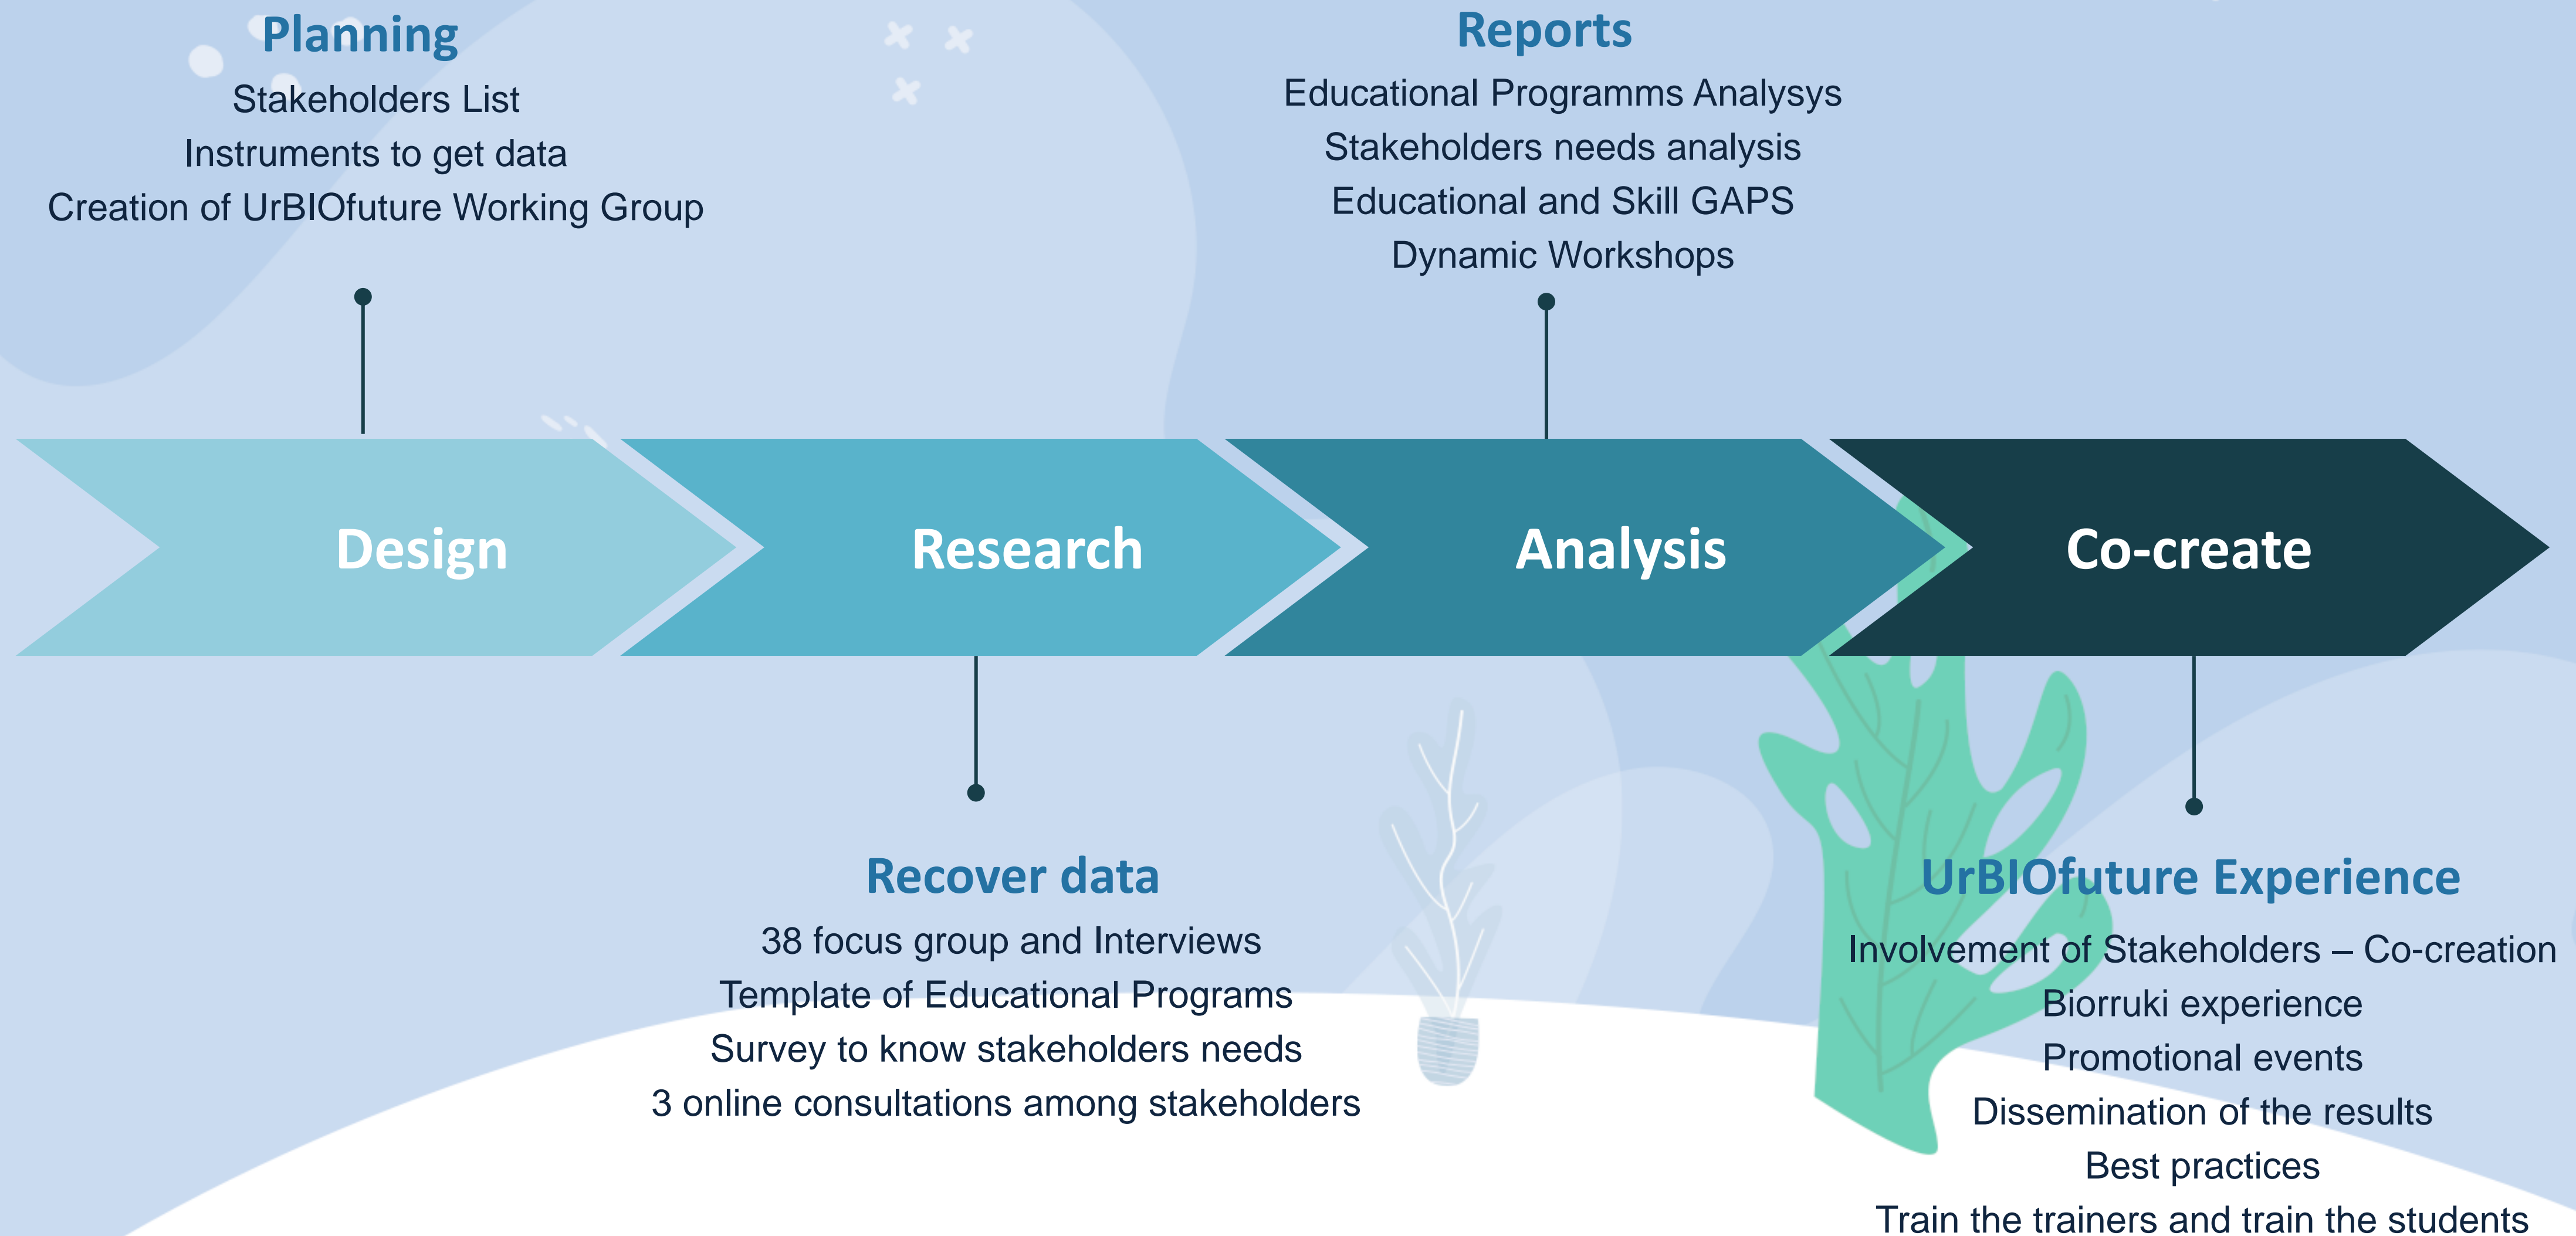 Planning
Stakeholders List
Instruments to get data
Creation of UrBIOfuture Working Group
Reports
Educational Programms Analysys
Stakeholders needs analysis
Educational and Skill GAPS
Dynamic Workshops
Design
Research
Analysis
Co-create
Recover data
38 focus group and Interviews
Template of Educational Programs
Survey to know stakeholders needs
3 online consultations among stakeholders
UrBIOfuture Experience
Involvement of Stakeholders – Co-creation
Biorruki experience
Promotional events
Dissemination of the results
Best practices
Train the trainers and train the students